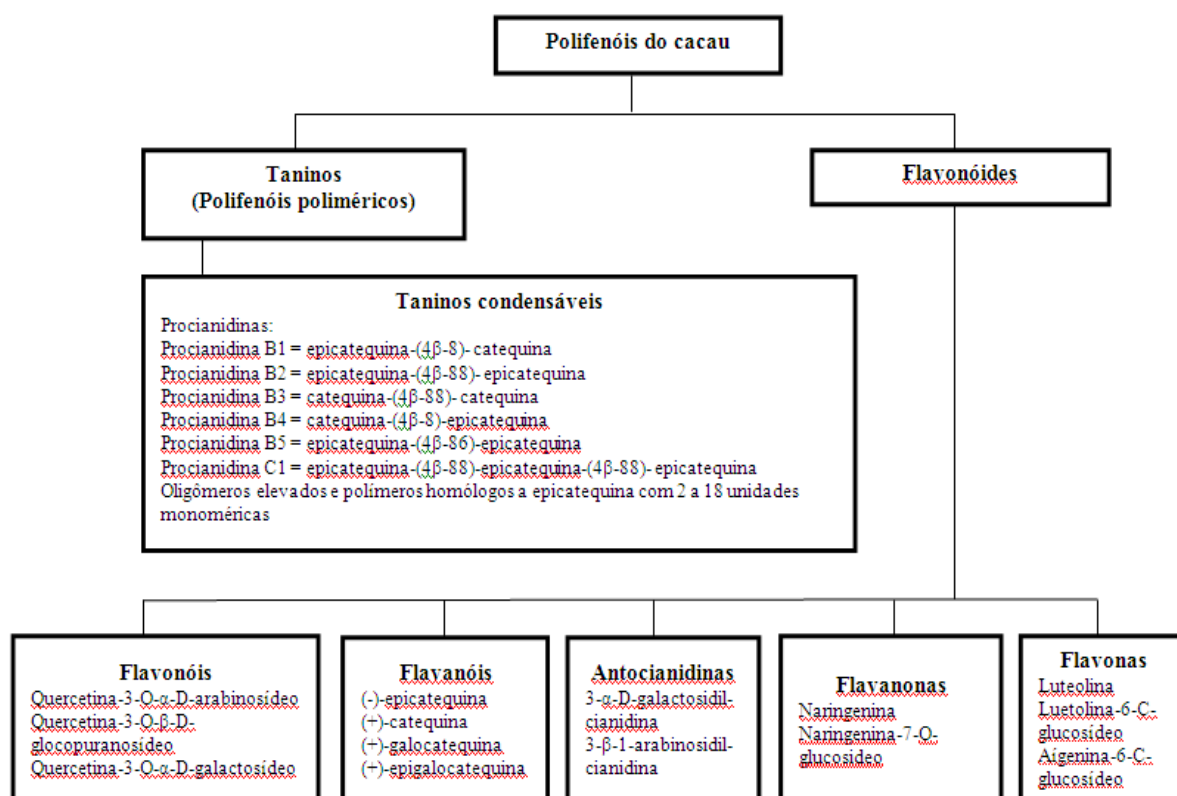 Polifenóis do cacau
Taninos
(Polifenóis poliméricos)
Flavonóides
Taninos condensáveis
Procianidinas:
Procianidina B1 = epicatequina-(4β-8)- catequina
Procianidina B2 = epicatequina-(4β-88)- epicatequina
Procianidina B3 = catequina-(4β-88)- catequina
Procianidina B4 = catequina-(4β-8)-epicatequina
Procianidina B5 = epicatequina-(4β-86)-epicatequina
Procianidina C1 = epicatequina-(4β-88)-epicatequina-(4β-88)- epicatequina
Oligômeros elevados e polímeros homólogos a epicatequina com 2 a 18 unidades
monoméricas
Flavonóis
Quercetina-3-O-α-D-arabinosídeo
Quercetina-3-O-β-D-
glocopuranosídeo
Quercetina-3-O-α-D-galactosídeo
Flavanóis
(-)-epicatequina
(+)-catequina
(+)-galocatequina
(+)-epigalocatequina
Antocianidinas
3-α-D-galactosidil-
cianidina
3-β-1-arabinosidil-
cianidina
Flavanonas
Naringenina
Naringenina-7-O-
glucosídeo
Flavonas
Luteolina
Luetolina-6-C-
glucosídeo
Aígenina-6-C-
glucosídeo